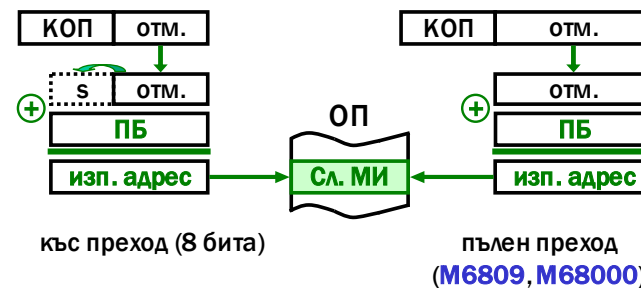 КОП отм. КОП отм.
s отм. отм.
ОП
ПБ ПБ
изп. адрес Сл. МИ изп. адрес
къс преход (8 бита) пълен преход
(M6809, M68000)